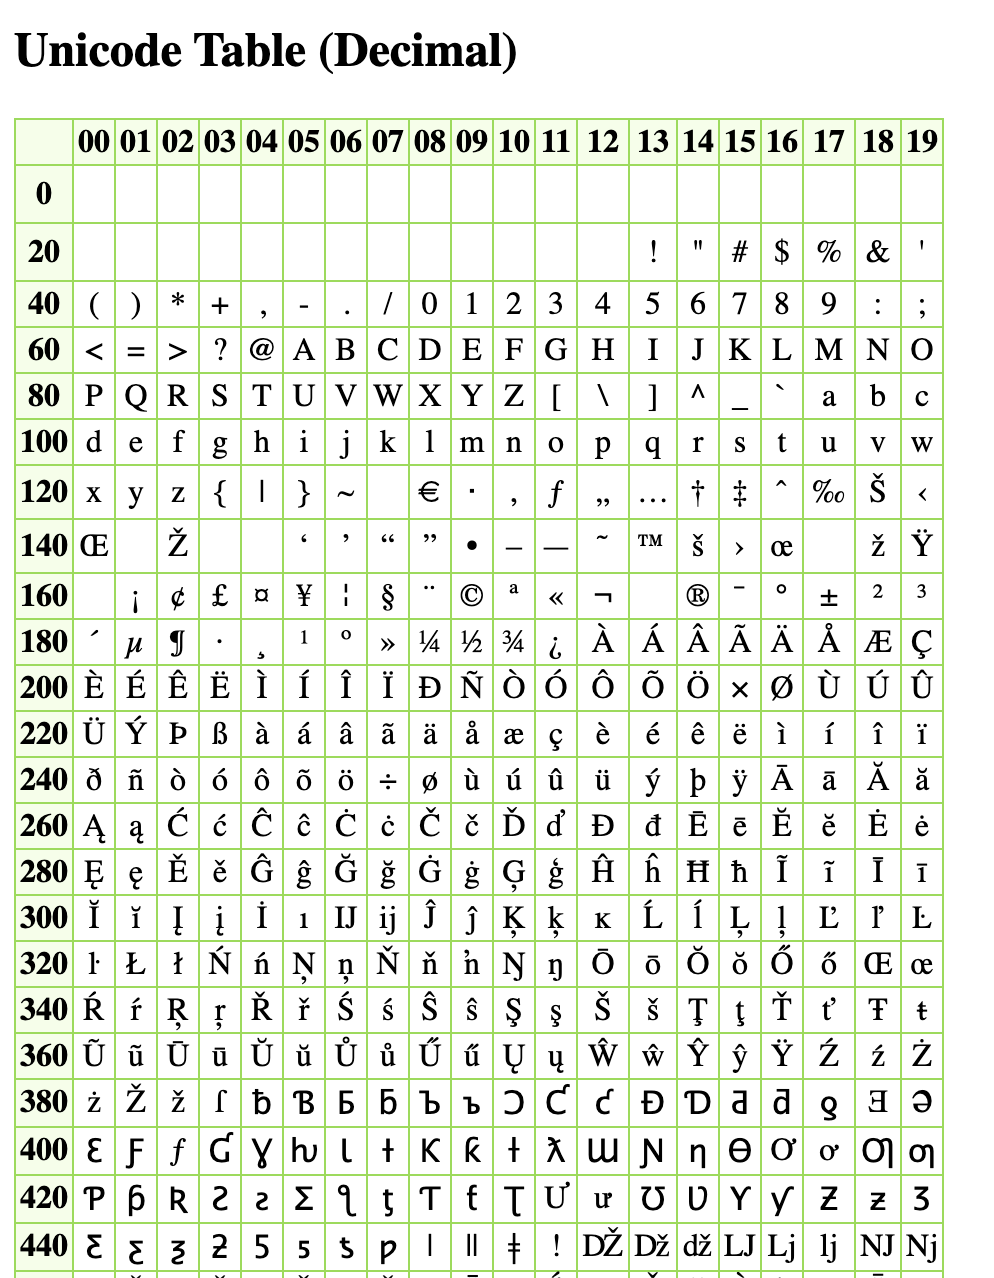 Unicode Table (Decimal)
00 01 02 03 04 05 06 07 08 09 10 11 12 13 14 15 16 17 18 19
0
20 ! " # $ % & '
40 ( ) * + , - . / 0 1 2 3 4 5 6 7 8 9 : ;
60 < = > ? @ A B C D E F G H I J K L M N O
80 P Q R S T U V W X Y Z [ \ ] ^ _ ` a b c
100 d e f g h i j k l m n o p q r s t u v w
120 x y z { | } ~ € · ‚ ƒ „ … † ‡ ˆ ‰ Š ‹
140 Œ Ž ‘ ’ “ ” • – — ˜ ™ š › œ ž Ÿ
160 ¡ ¢ £ ¤ ¥ ¦ § ¨ © ª « ¬ ® ¯ ° ± ² ³
180 ´ µ ¶ · ¸ ¹ º » ¼ ½ ¾ ¿ À Á Â Ã Ä Å Æ Ç
200 È É Ê Ë Ì Í Î Ï Ð Ñ Ò Ó Ô Õ Ö × Ø Ù Ú Û
220 Ü Ý Þ ß à á â ã ä å æ ç è é ê ë ì í î ï
240 ð ñ ò ó ô õ ö ÷ ø ù ú û ü ý þ ÿ Ā ā Ă ă
260 Ą ą Ć ć Ĉ ĉ Ċ ċ Č č Ď ď Đ đ Ē ē Ĕ ĕ Ė ė
280 Ę ę Ě ě Ĝ ĝ Ğ ğ Ġ ġ Ģ ģ Ĥ ĥ Ħ ħ Ĩ ĩ Ī ī
300 Ĭ ĭ Į į İ ı Ĳ ĳ Ĵ ĵ Ķ ķ ĸ Ĺ ĺ Ļ ļ Ľ ľ Ŀ
320 ŀ Ł ł Ń ń Ņ ņ Ň ň ŉ Ŋ ŋ Ō ō Ŏ ŏ Ő ő Œ œ
340 Ŕ ŕ Ŗ ŗ Ř ř Ś ś Ŝ ŝ Ş ş Š š Ţ ţ Ť ť Ŧ ŧ
360 Ũ ũ Ū ū Ŭ ŭ Ů ů Ű ű Ų ų Ŵ ŵ Ŷ ŷ Ÿ Ź ź Ż
380 ż Ž ž ſ ƀ Ɓ Ƃ ƃ Ƅ ƅ Ɔ Ƈ ƈ Ɖ Ɗ Ƌ ƌ ƍ Ǝ Ə
400 Ɛ Ƒ ƒ Ɠ Ɣ ƕ Ɩ Ɨ Ƙ ƙ ƚ ƛ Ɯ Ɲ ƞ Ɵ Ơ ơ Ƣ ƣ
420 Ƥ ƥ Ʀ Ƨ ƨ Ʃ ƪ ƫ Ƭ ƭ Ʈ Ư ư Ʊ Ʋ Ƴ ƴ Ƶ ƶ Ʒ
440 Ƹ ƹ ƺ ƻ Ƽ ƽ ƾ ƿ ǀ ǁ ǂ ǃ Ǆ ǅ ǆ Ǉ ǈ ǉ Ǌ ǋ